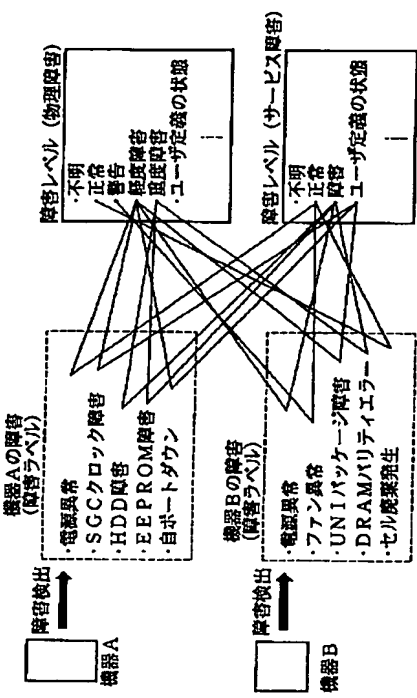 機器A
障害検出
機器Aの障害
(障害ラベル)
・電源異常
・SGCクロック障害
・HDD障害
・EEPROM障害
・自ポートダウン
障害レベル (物理障害)
・不明
正常
警告
軽度障害
重度障害
・ユーザ定義の状態
機器B
障害検出
機器Bの障害
(障害ラベル)
・電源異常
・ファン異常
・UNIパッケージ障害
・DRAMパリティエラー
・セル廃棄発生
障害レベル (サービス障害)
・不明
正常
・障害
ユーザ定義の状態